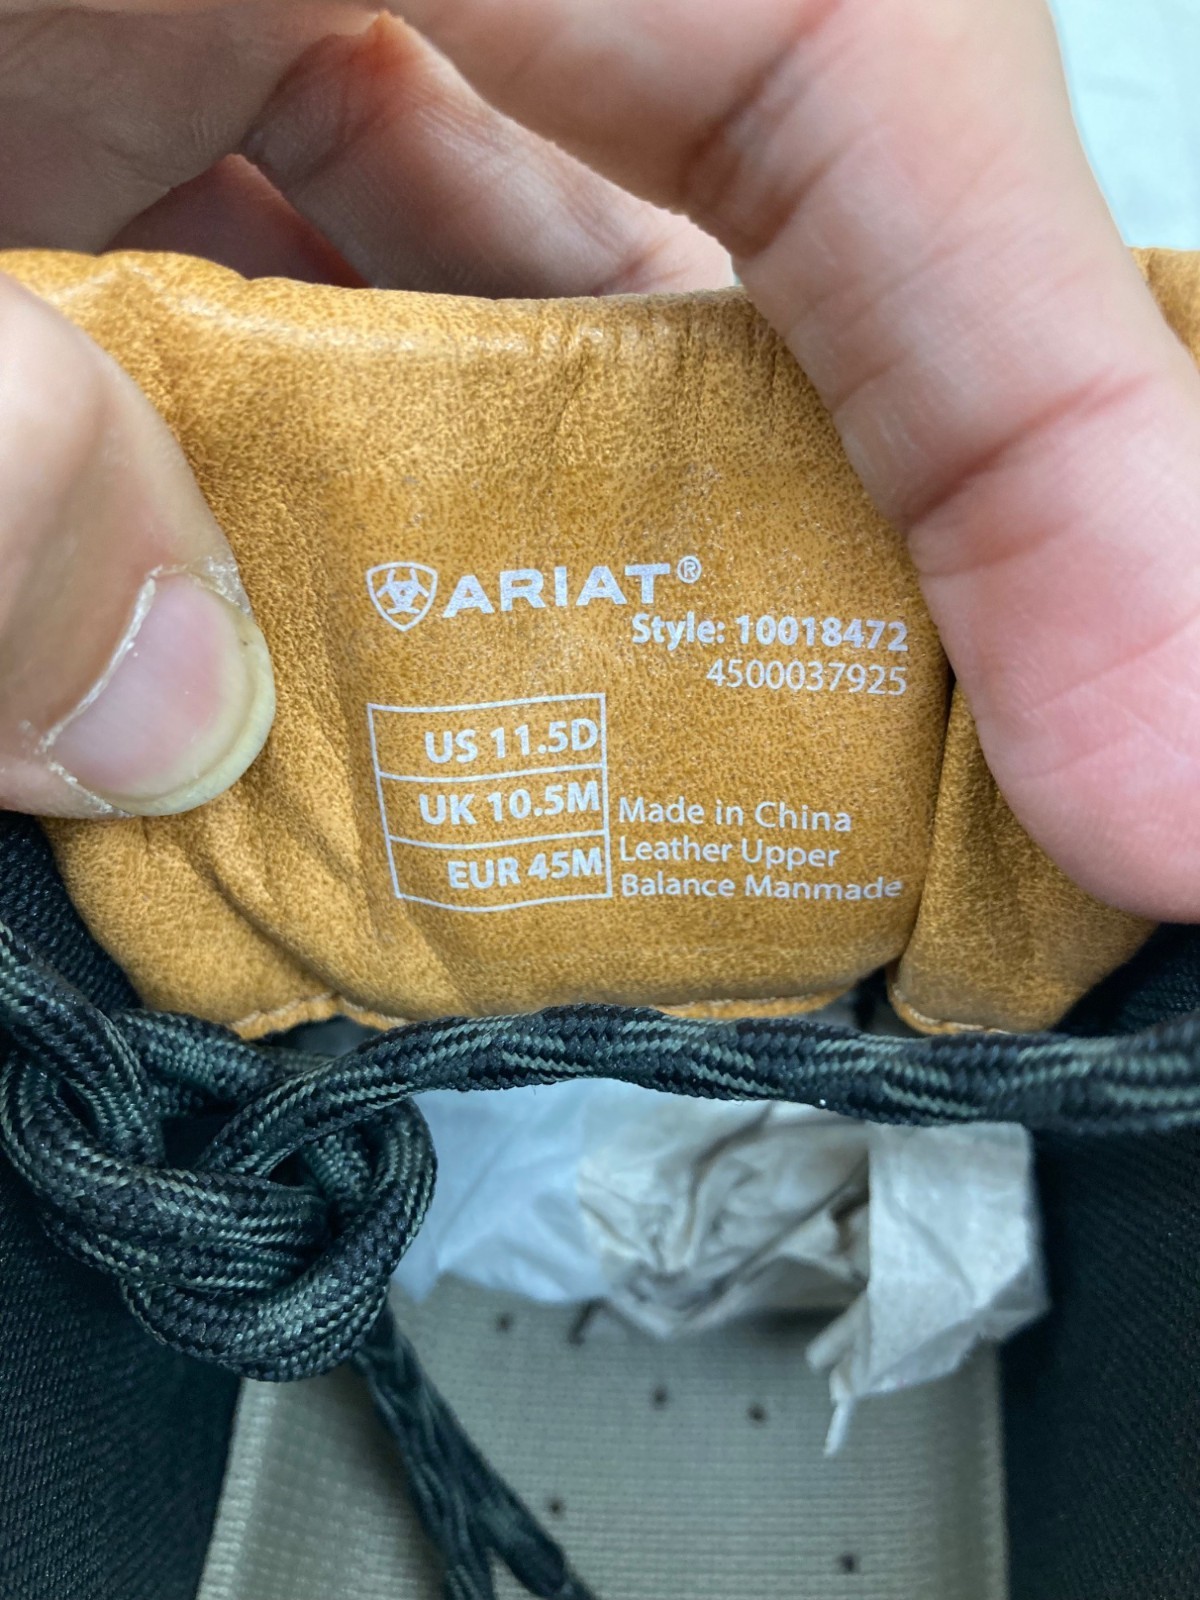 ARIAT®
Style: 10018472
4500037925
US 11.5D
UK 10.5M
EUR 45M
Made in China
Leather Upper
Balance Manmade